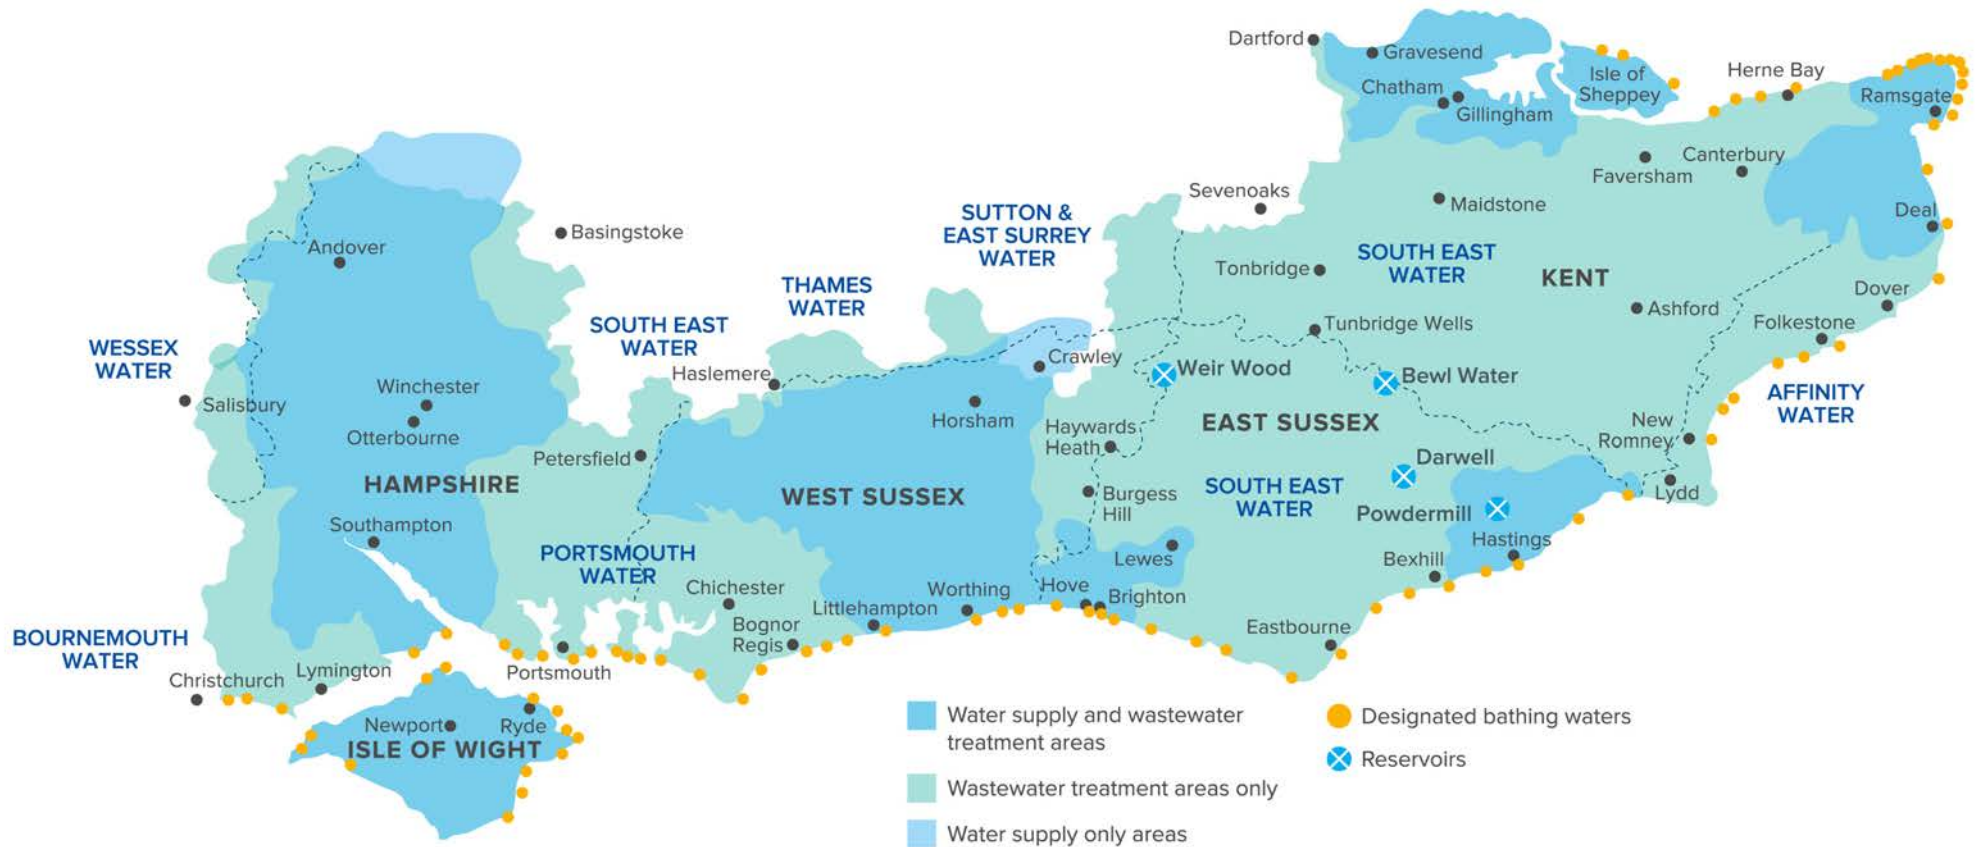 Dartford
Gravesend
Chatham
Gillingham
Isle of
Sheppey
Herne Bay
Ramsgate
Canterbury
Faversham
Sevenoaks
Maidstone
Deal
Basingstoke
Andover
SUTTON &
EAST SURREY
WATER
SOUTH EAST
WATER
KENT
Tonbridge
THAMES
WATER
SOUTH EAST
WATER
Dover
Ashford
Folkestone
Tunbridge Wells
WESSEX
WATER
Haslemere
Crawley
Weir Wood
Bewl Water
AFFINITY
WATER
Salisbury
Winchester
Otterbourne
Horsham
Haywards
Heath
EAST SUSSEX
New
Romney
Petersfield
Darwell
HAMPSHIRE
WEST SUSSEX
Burgess
Hill
SOUTH EAST
WATER
Lydd
Powdermill
Southampton
Hastings
PORTSMOUTH
WATER
Lewes
Bexhill
Chichester
Worthing
Hove
Brighton
Littlehampton
BOURNEMOUTH
WATER
Bognor
Regis
Eastbourne
Christchurch
Lymington
Portsmouth
Newport
Ryde
ISLE OF WIGHT
Water supply and wastewater
treatment areas
Wastewater treatment areas only
Water supply only areas
Designated bathing waters
Reservoirs